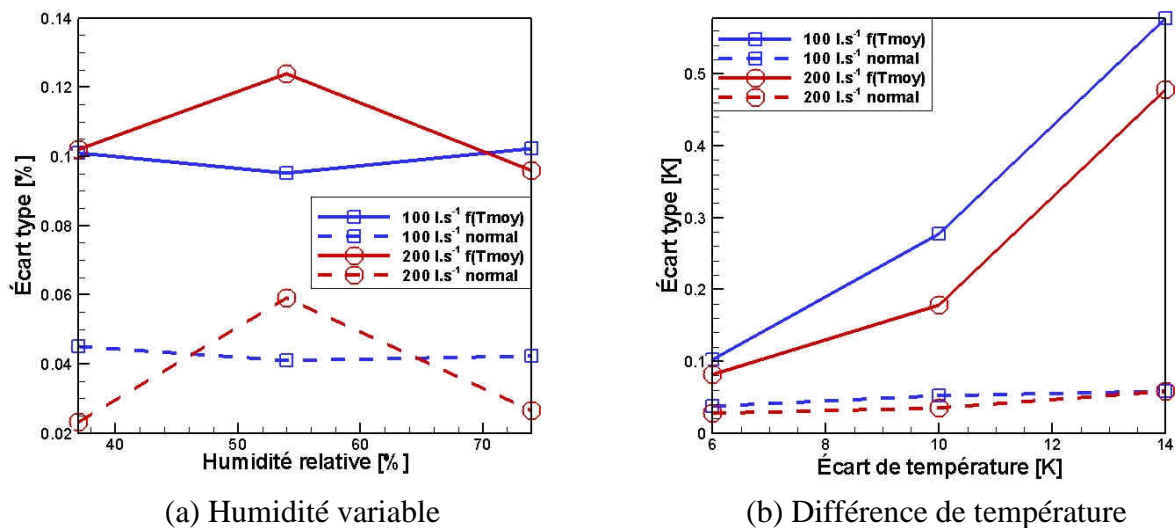 0.14
0.12
0.1
0.08
0.06
0.04
0.02
Écart type [%]
100 l.s⁻¹ f(Tmoy)
100 l.s⁻¹ normal
200 l.s⁻¹ f(Tmoy)
200 l.s⁻¹ normal
40 50 60 70
Humidité relative [%]
(a) Humidité variable
0.5
0.4
0.3
0.2
0.1
0
Écart type [K]
100 l.s⁻¹ f(Tmoy)
100 l.s⁻¹ normal
200 l.s⁻¹ f(Tmoy)
200 l.s⁻¹ normal
6 8 10 12 14
Écart de température [K]
(b) Différence de température